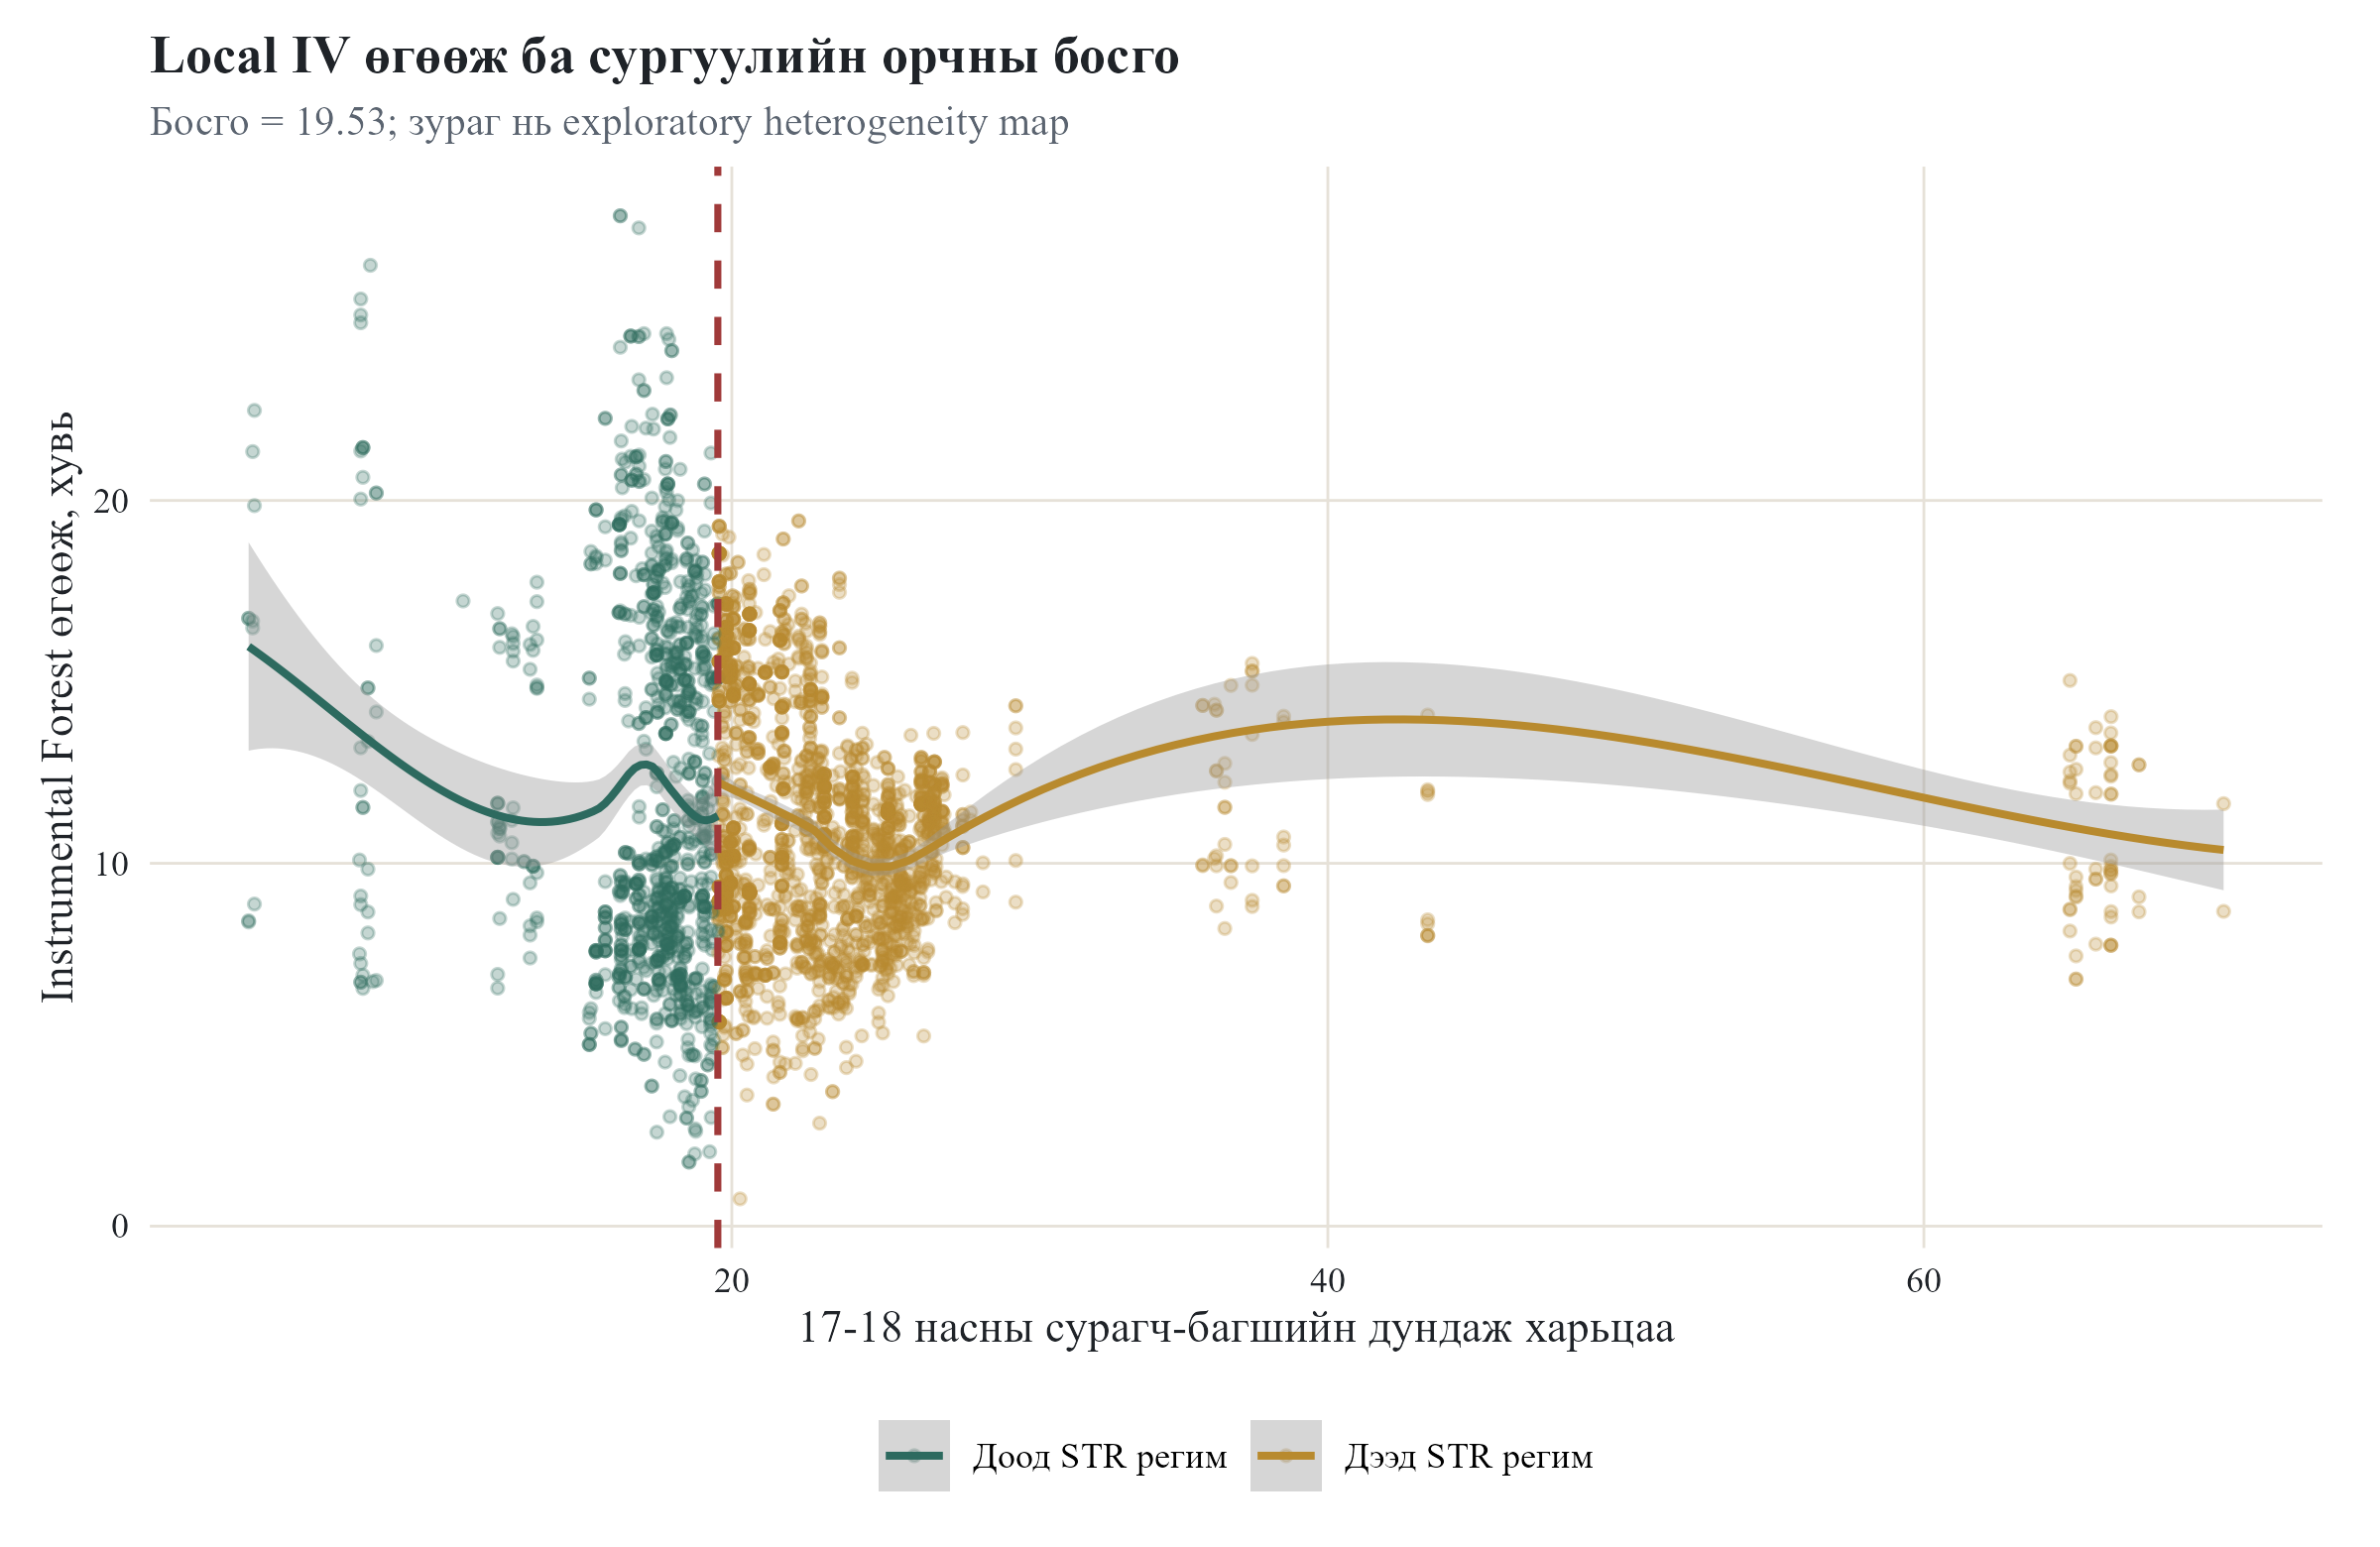 Local IV өгөөж ба сургуулийн орчны босго
Босго = 19.53; зураг нь exploratory heterogeneity map
Instrumental Forest өгөөж, хувь
20
10
0
20
40
60
17-18 насны сурагч-багшийн дундаж харьцаа
Доод STR регим
Дээд STR регим